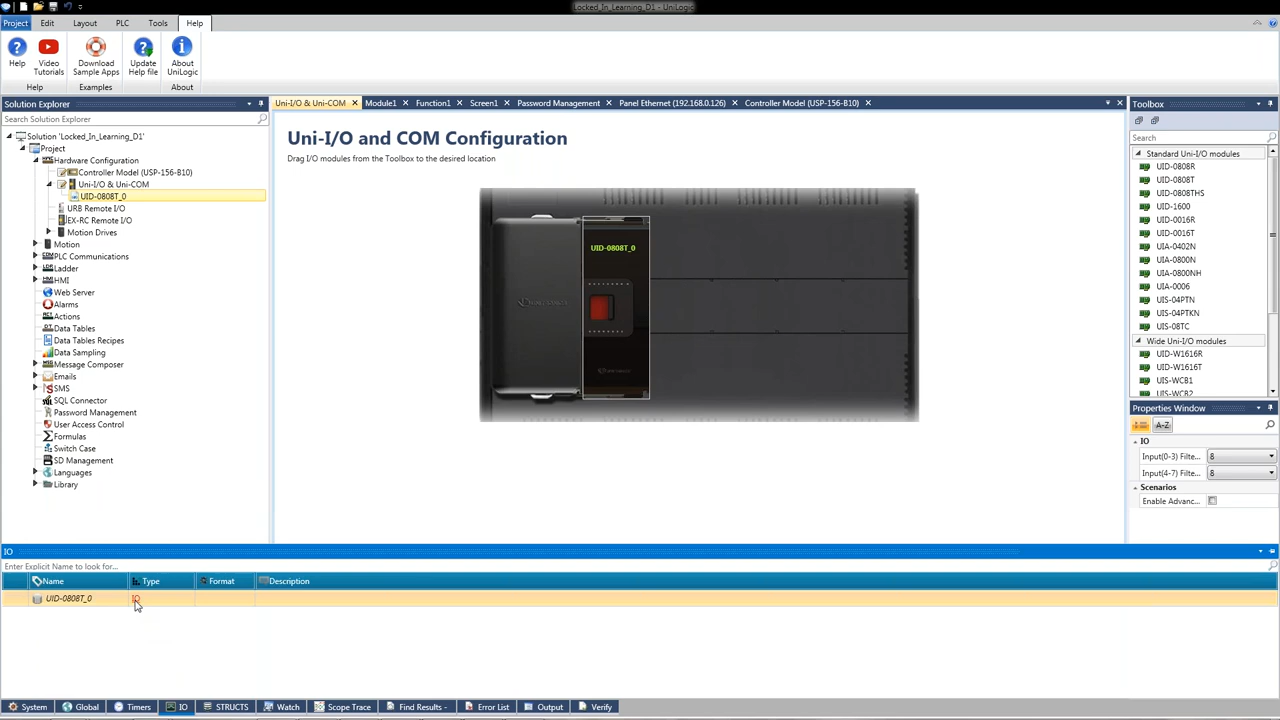 Locked_In_Learning_D1 - UniLogic
Project Edit Layout PLC Tools Help
Help
Video Tutorials
Download Sample Apps
Update Help file
About UniLogic
Help Examples About
Solution Explorer
Search Solution Explorer
Solution 'Locked_In_Learning_D1'
Project
Hardware Configuration
Controller Model (USP-156-B10)
Uni-I/O & Uni-COM
UID-0808T_0
URB Remote I/O
EX-RC Remote I/O
Motion Drives
Motion
PLC Communications
Ladder
HMI
Web Server
Alarms
Actions
Data Tables
Data Tables Recipes
Data Sampling
Message Composer
Emails
SMS
SQL Connector
Password Management
User Access Control
Formulas
Switch Case
SD Management
Languages
Library
Uni-I/O & Uni-COM Module1 Function1 Screen1 Password Management Panel Ethernet (192.168.0.126) Controller Model (USP-156-B10)
Uni-I/O and COM Configuration
Drag I/O modules from the Toolbox to the desired location
UID-0808T_0
Toolbox
Search
Standard Uni-I/O modules
UID-0808R
UID-0808T
UID-0808THS
UID-1600
UID-0016R
UID-0016T
UIA-0402N
UIA-0800N
UIA-0800NH
UIA-0006
UIS-04PTN
UIS-04PTKN
UIS-08TC
Wide Uni-I/O modules
UID-W1616R
UID-W1616T
UIS-WCB1
UIS-WCB2
Properties Window
A-Z
IO
Input(0-3) Filte... 8
Input(4-7) Filte... 8
Scenarios
Enable Advanc...
IO
Enter Explicit Name to look for...
Name Type Format Description
UID-0808T_0 IO
System Global Timers IO STRUCTS Watch Scope Trace Find Results - Error List Output Verify